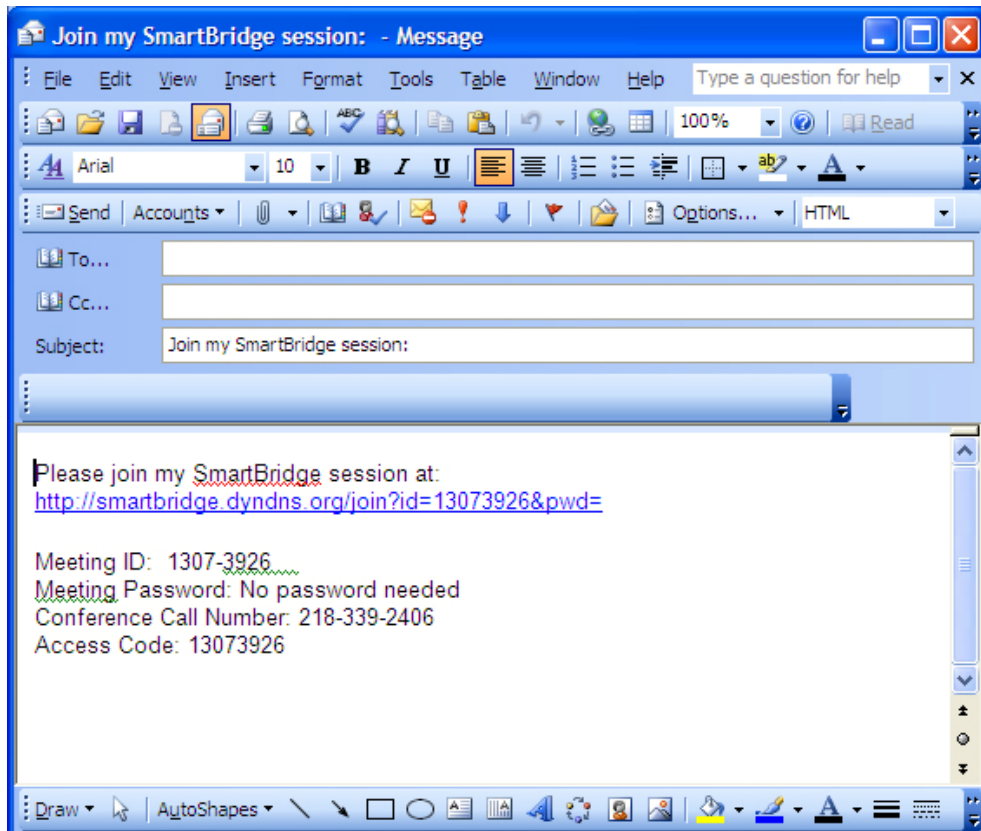 Join my SmartBridge session:  - Message
File Edit View Insert Format Tools Table Window Help Type a question for help
ABC 100% Read
A4 Arial 10 B I U ab A
Send Accounts Options... HTML
To...
Cc...
Subject: Join my SmartBridge session:
Please join my SmartBridge session at:
http://smartbridge.dyndns.org/join?id=13073926&pwd=
Meeting ID:  1307-3926
Meeting Password: No password needed
Conference Call Number: 218-339-2406
Access Code: 13073926
Draw AutoShapes A